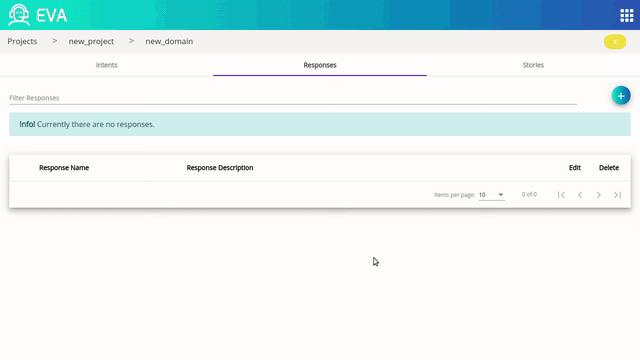 EVA
Projects > new_project > new_domain
Intents Responses Stories
Filter Responses
+
Info! Currently there are no responses.
Response Name Response Description Edit Delete
Items per page: 10 0 of 0